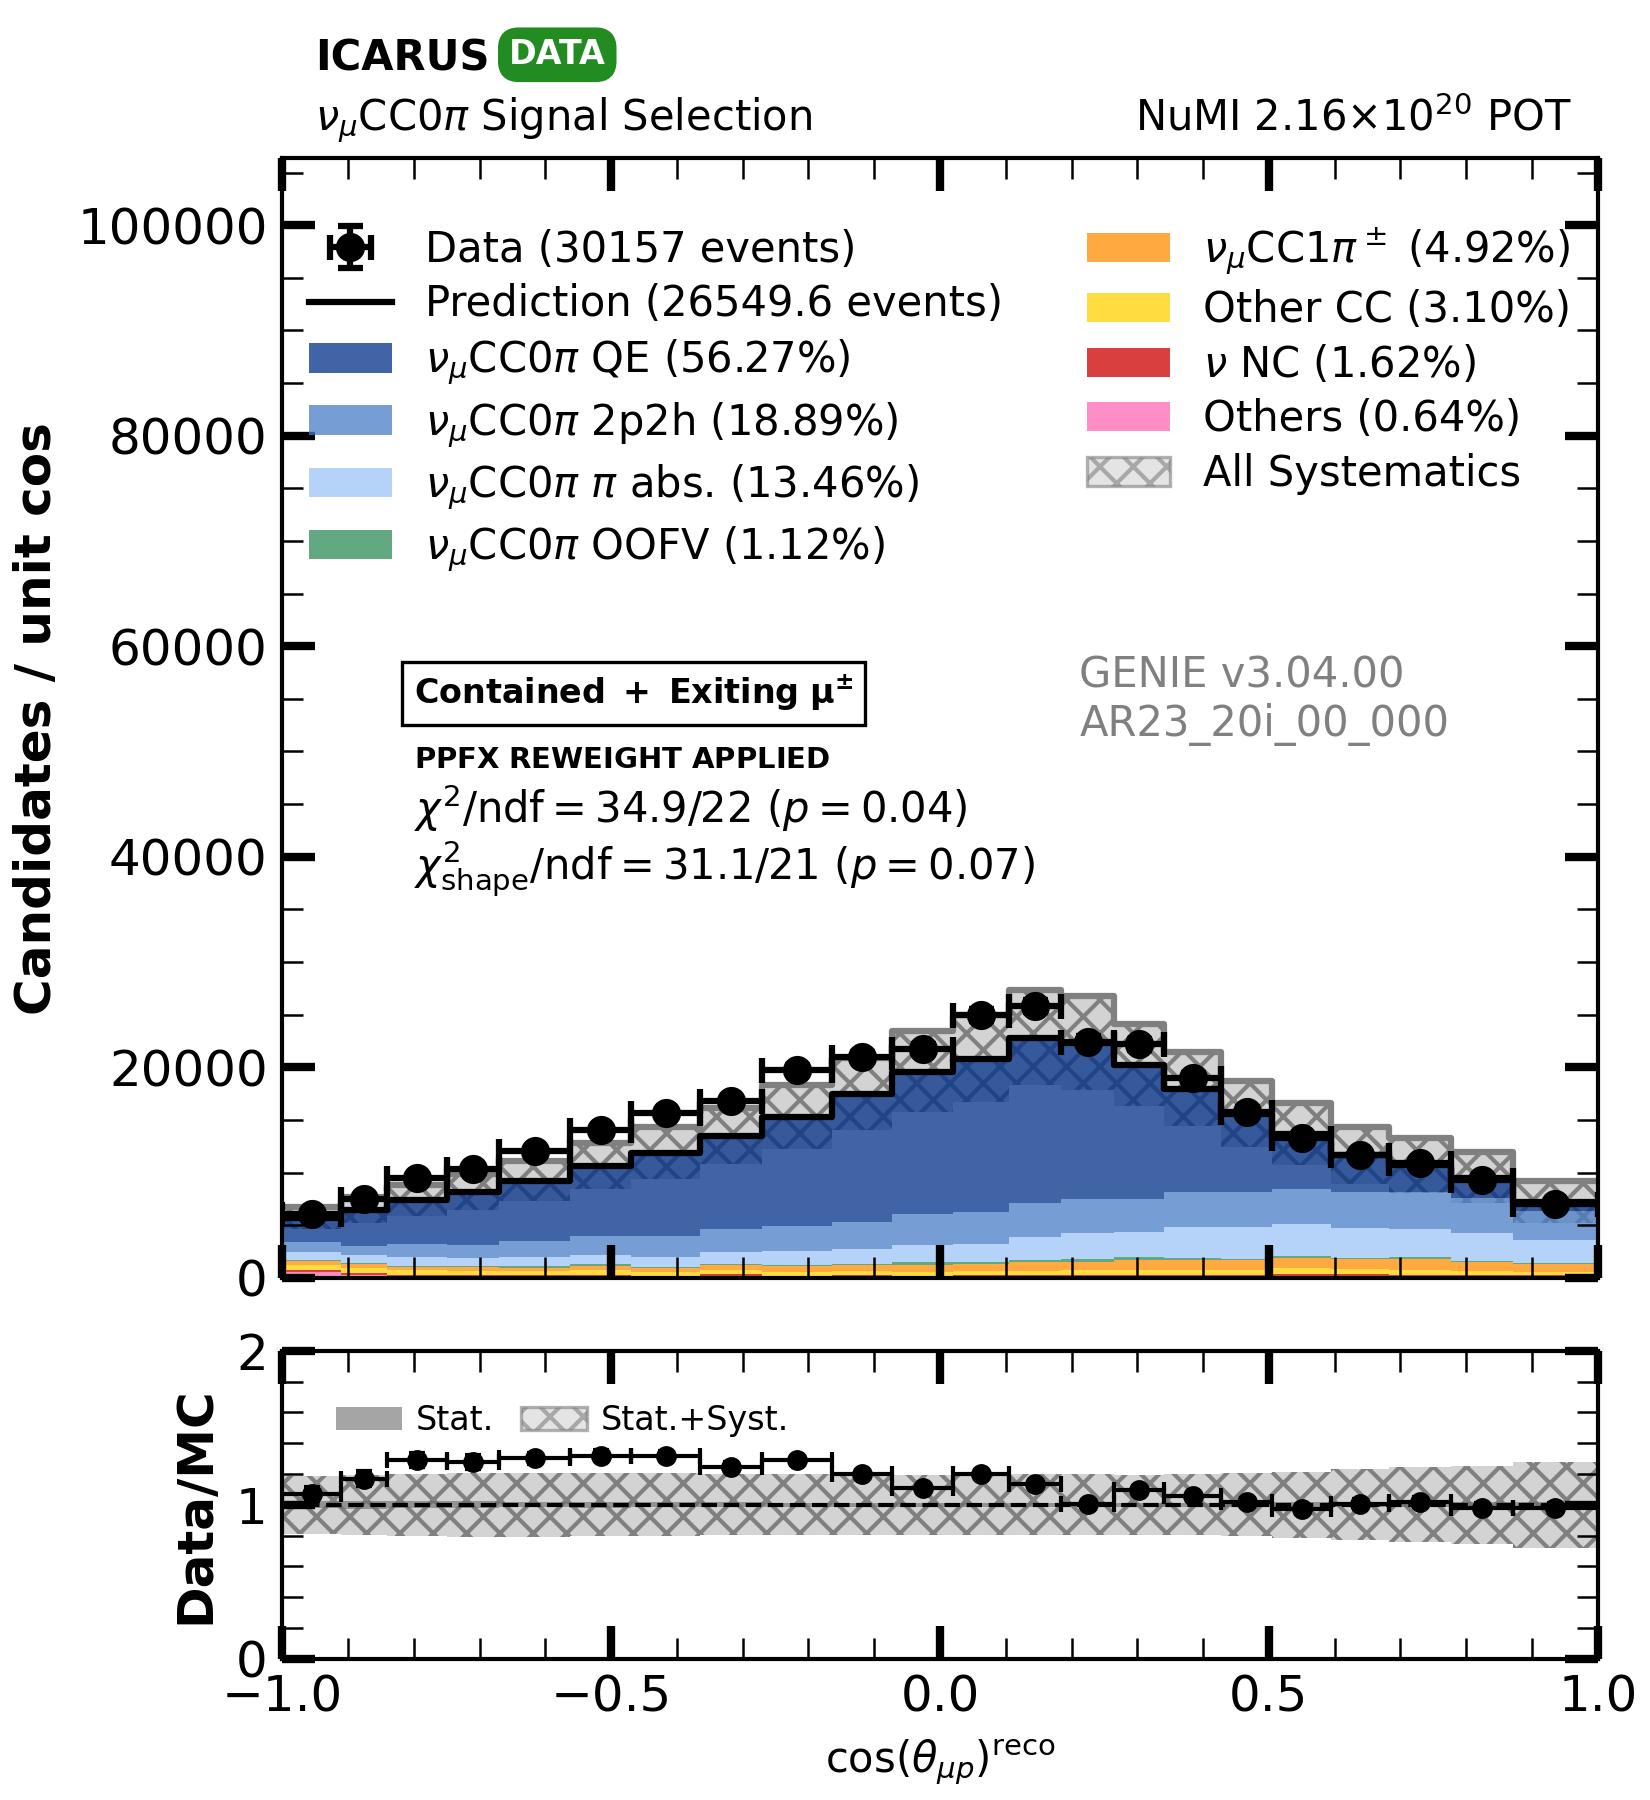 ICARUS DATA
νμCC0π Signal Selection
NuMI 2.16×10²⁰ POT
Candidates / unit cos
100000
80000
60000
40000
20000
0
Data (30157 events)
Prediction (26549.6 events)
νμCC0π QE (56.27%)
νμCC0π 2p2h (18.89%)
νμCC0π π abs. (13.46%)
νμCC0π OOFV (1.12%)
νμCC1π± (4.92%)
Other CC (3.10%)
ν NC (1.62%)
Others (0.64%)
All Systematics
Contained + Exiting μ±
PPFX REWEIGHT APPLIED
χ²/ndf = 34.9/22 (p = 0.04)
χ²shape/ndf = 31.1/21 (p = 0.07)
GENIE v3.04.00
AR23_20i_00_000
Data/MC
2
1
0
Stat.
Stat.+Syst.
−1.0 −0.5 0.0 0.5 1.0
cos(θμp)reco